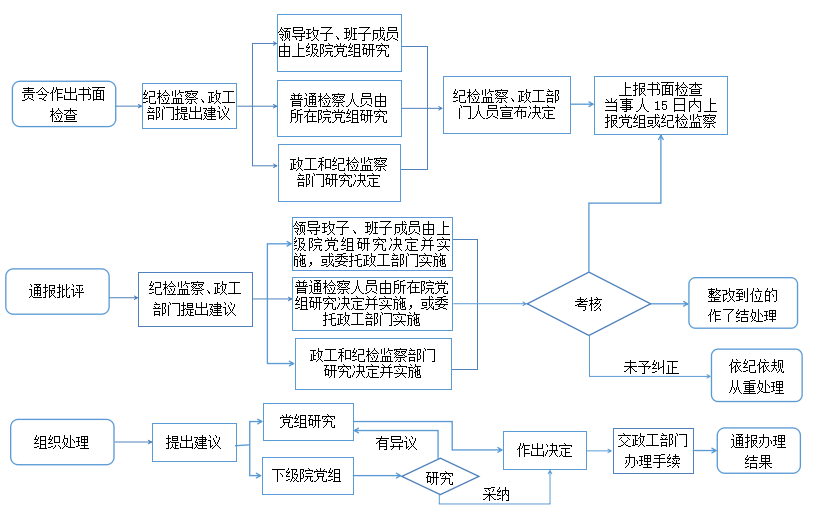 责令作出书面
检查
纪检监察、政工
部门提出建议
领导玫子、班子成员
由上级院党组研究
普通检察人员由
所在院党组研究
政工和纪检监察
部门研究决定
纪检监察、政工部
门人员宣布决定
上报书面检查
当事人 15 日内上
报党组或纪检监察
通报批评
纪检监察、政工
部门提出建议
领导玫子、班子成员由上
级院党组研究决定并实
施，或委托政工部门实施
普通检察人员由所在院党
组研究决定并实施，或委
托政工部门实施
政工和纪检监察部门
研究决定并实施
考核
整改到位的
作了结处理
未予纠正
依纪依规
从重处理
组织处理
提出建议
党组研究
下级院党组
有异议
研究
采纳
作出决定
交政工部门
办理手续
通报办理
结果